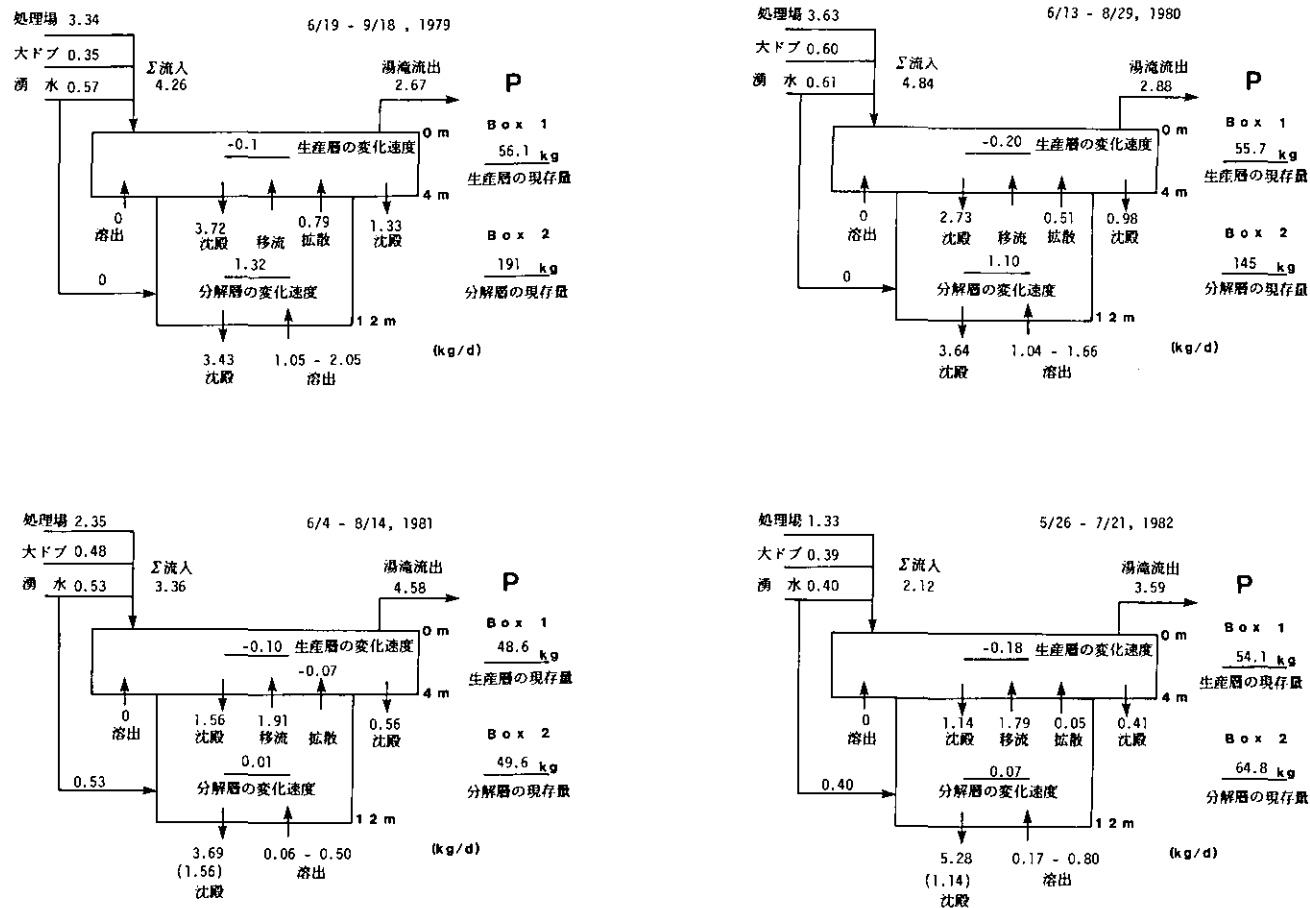 処理場 3.34
6/19 - 9/18 , 1979
大ドブ 0.35
Σ流入
湧 水 0.57
4.26
湯滝流出
2.67
P
0 m
Box 1
-0.1 生産層の変化速度
56.1 kg
生産層の現存量
4 m
0
溶出
3.72
沈殿
移流
0.79
拡散
1.33
沈殿
Box 2
1.32
191 kg
分解層の変化速度
分解層の現存量
0
12 m
3.43
沈殿
1.05 - 2.05
溶出
(kg/d)
処理場 3.63
6/13 - 8/29, 1980
大ドブ 0.60
Σ流入
湧 水 0.61
4.84
湯滝流出
2.88
P
0 m
Box 1
-0.20 生産層の変化速度
55.7 kg
生産層の現存量
4 m
0
溶出
2.73
沈殿
移流
0.51
拡散
0.98
沈殿
Box 2
1.10
145 kg
分解層の変化速度
分解層の現存量
0
12 m
3.64
沈殿
1.04 - 1.66
溶出
(kg/d)
処理場 2.35
6/4 - 8/14, 1981
大ドブ 0.48
Σ流入
湧 水 0.53
3.36
湯滝流出
4.58
P
0 m
Box 1
-0.10 生産層の変化速度
-0.07
48.6 kg
生産層の現存量
4 m
0
溶出
1.56
沈殿
1.91
移流
拡散
0.56
沈殿
Box 2
0.01
49.6 kg
分解層の変化速度
分解層の現存量
0.53
12 m
3.69
(1.56)
沈殿
0.06 - 0.50
溶出
(kg/d)
処理場 1.33
5/26 - 7/21, 1982
大ドブ 0.39
Σ流入
湧 水 0.40
2.12
湯滝流出
3.59
P
0 m
Box 1
-0.18 生産層の変化速度
54.1 kg
生産層の現存量
4 m
0
溶出
1.14
沈殿
1.79
移流
0.05
拡散
0.41
沈殿
Box 2
0.07
64.8 kg
分解層の変化速度
分解層の現存量
0.40
12 m
5.28
(1.14)
沈殿
0.17 - 0.80
溶出
(kg/d)